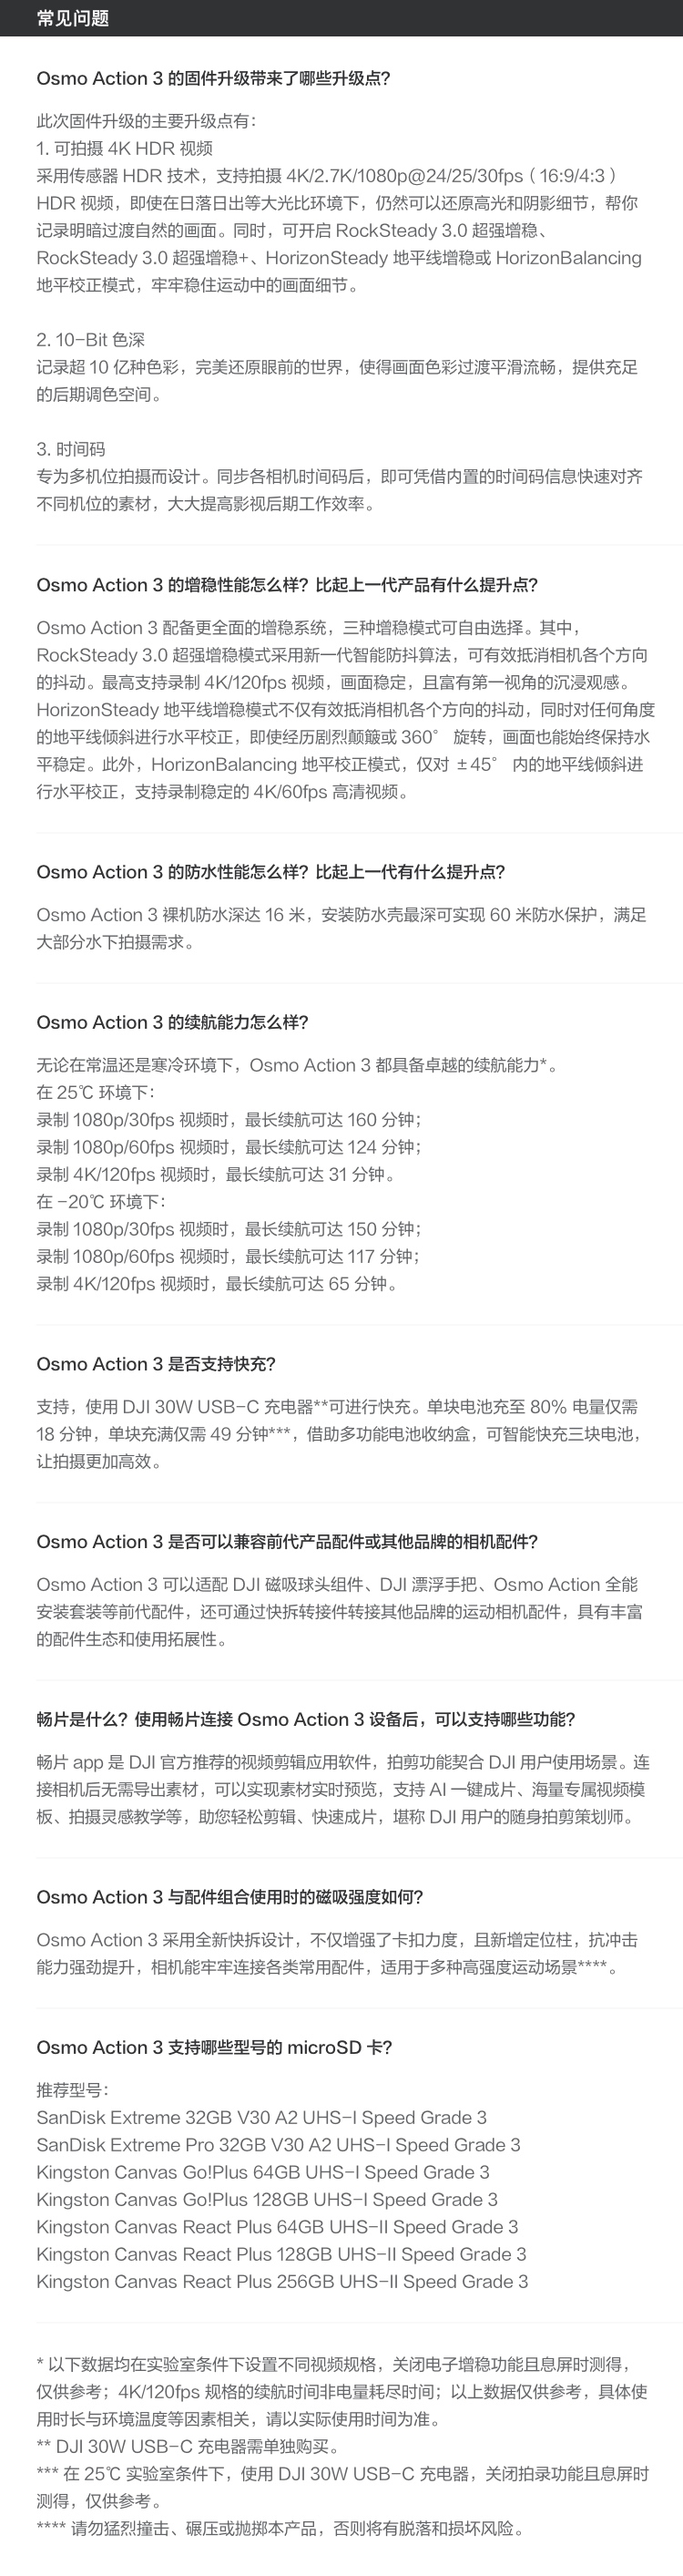 常见问题
Osmo Action 3 的固件升级带来了哪些升级点?
此次固件升级的主要升级点有:
1. 可拍摄 4K HDR 视频
采用传感器 HDR 技术，支持拍摄 4K/2.7K/1080p@24/25/30fps（16:9/4:3）
HDR 视频，即使在日落日出等大光比环境下，仍然可以还原高光和阴影细节，帮你
记录明暗过渡自然的画面。同时，可开启 RockSteady 3.0 超强增稳、
RockSteady 3.0 超强增稳+、HorizonSteady 地平线增稳或 HorizonBalancing
地平校正模式，牢牢稳住运动中的画面细节。
2. 10-Bit 色深
记录超 10 亿种色彩，完美还原眼前的世界，使得画面色彩过渡平滑流畅，提供充足
的后期调色空间。
3. 时间码
专为多机位拍摄而设计。同步各相机时间码后，即可凭借内置的时间码信息快速对齐
不同机位的素材，大大提高影视后期工作效率。
Osmo Action 3 的增稳性能怎么样？比起上一代产品有什么提升点?
Osmo Action 3 配备更全面的增稳系统，三种增稳模式可自由选择。其中，
RockSteady 3.0 超强增稳模式采用新一代智能防抖算法，可有效抵消相机各个方向
的抖动。最高支持录制 4K/120fps 视频，画面稳定，且富有第一视角的沉浸观感。
HorizonSteady 地平线增稳模式不仅有效抵消相机各个方向的抖动，同时对任何角度
的地平线倾斜进行水平校正，即使经历剧烈颠簸或 360° 旋转，画面也能始终保持水
平稳定。此外，HorizonBalancing 地平校正模式，仅对 ±45° 内的地平线倾斜进
行水平校正，支持录制稳定的 4K/60fps 高清视频。
Osmo Action 3 的防水性能怎么样？比起上一代有什么提升点?
Osmo Action 3 裸机防水深达 16 米，安装防水壳最深可实现 60 米防水保护，满足
大部分水下拍摄需求。
Osmo Action 3 的续航能力怎么样?
无论在常温还是寒冷环境下，Osmo Action 3 都具备卓越的续航能力*。
在 25℃ 环境下:
录制 1080p/30fps 视频时，最长续航可达 160 分钟；
录制 1080p/60fps 视频时，最长续航可达 124 分钟；
录制 4K/120fps 视频时，最长续航可达 31 分钟。
在 -20℃ 环境下:
录制 1080p/30fps 视频时，最长续航可达 150 分钟；
录制 1080p/60fps 视频时，最长续航可达 117 分钟；
录制 4K/120fps 视频时，最长续航可达 65 分钟。
Osmo Action 3 是否支持快充?
支持，使用 DJI 30W USB-C 充电器**可进行快充。单块电池充至 80% 电量仅需
18 分钟，单块充满仅需 49 分钟***，借助多功能电池收纳盒，可智能快充三块电池，
让拍摄更加高效。
Osmo Action 3 是否可以兼容前代产品配件或其他品牌的相机配件?
Osmo Action 3 可以适配 DJI 磁吸球头组件、DJI 漂浮手把、Osmo Action 全能
安装套装等前代配件，还可通过快拆转接件转接其他品牌的运动相机配件，具有丰富
的配件生态和使用拓展性。
畅片是什么？使用畅片连接 Osmo Action 3 设备后，可以支持哪些功能?
畅片 app 是 DJI 官方推荐的视频剪辑应用软件，拍剪功能契合 DJI 用户使用场景。连
接相机后无需导出素材，可以实现素材实时预览，支持 AI 一键成片、海量专属视频模
板、拍摄灵感教学等，助您轻松剪辑、快速成片，堪称 DJI 用户的随身拍剪策划师。
Osmo Action 3 与配件组合使用时的磁吸强度如何?
Osmo Action 3 采用全新快拆设计，不仅增强了卡扣力度，且新增定位柱，抗冲击
能力强劲提升，相机能牢牢连接各类常用配件，适用于多种高强度运动场景****。
Osmo Action 3 支持哪些型号的 microSD 卡?
推荐型号:
SanDisk Extreme 32GB V30 A2 UHS-I Speed Grade 3
SanDisk Extreme Pro 32GB V30 A2 UHS-I Speed Grade 3
Kingston Canvas Go!Plus 64GB UHS-I Speed Grade 3
Kingston Canvas Go!Plus 128GB UHS-I Speed Grade 3
Kingston Canvas React Plus 64GB UHS-II Speed Grade 3
Kingston Canvas React Plus 128GB UHS-II Speed Grade 3
Kingston Canvas React Plus 256GB UHS-II Speed Grade 3
* 以下数据均在实验室条件下设置不同视频规格，关闭电子增稳功能且息屏时测得，
仅供参考；4K/120fps 规格的续航时间非电量耗尽时间；以上数据仅供参考，具体使
用时长与环境温度等因素相关，请以实际使用时间为准。
** DJI 30W USB-C 充电器需单独购买。
*** 在 25℃ 实验室条件下，使用 DJI 30W USB-C 充电器，关闭拍录功能且息屏时
测得，仅供参考。
**** 请勿猛烈撞击、碾压或抛掷本产品，否则将有脱落和损坏风险。